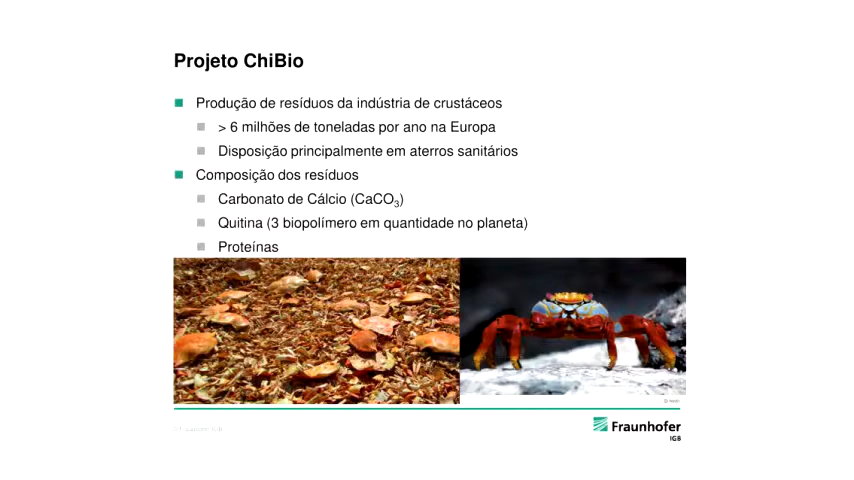 Projeto ChiBio
Produção de resíduos da indústria de crustáceos
> 6 milhões de toneladas por ano na Europa
Disposição principalmente em aterros sanitários
Composição dos resíduos
Carbonato de Cálcio (CaCO₃)
Quitina (3 biopolímero em quantidade no planeta)
Proteínas
Fraunhofer
IGB